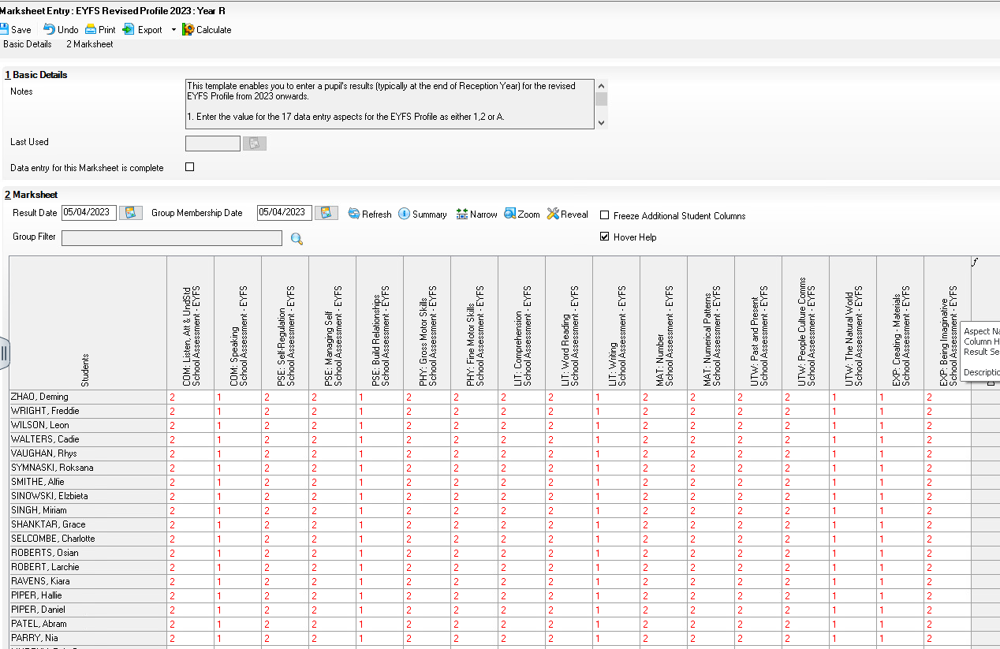 Marksheet Entry : EYFS Revised Profile 2023 : Year R
Save Undo Print Export Calculate
Basic Details 2 Marksheet
1 Basic Details
Notes
This template enables you to enter a pupil's results (typically at the end of Reception Year) for the revised
EYFS Profile from 2023 onwards.
1. Enter the value for the 17 data entry aspects for the EYFS Profile as either 1,2 or A.
Last Used
Data entry for this Marksheet is complete
2 Marksheet
Result Date 05/04/2023 Group Membership Date 05/04/2023 Refresh Summary Narrow Zoom Reveal Freeze Additional Student Columns
Group Filter Hover Help
Students
COM: Listen, Att & UndStd
School Assessment - EYFS
COM: Speaking
School Assessment - EYFS
PSE: Self-Regulation
School Assessment - EYFS
PSE: Managing Self
School Assessment - EYFS
PSE: Build Relationships
School Assessment - EYFS
PHY: Gross Motor Skills
School Assessment - EYFS
PHY: Fine Motor Skills
School Assessment - EYFS
LIT: Comprehension
School Assessment - EYFS
LIT: Word Reading
School Assessment - EYFS
LIT: Writing
School Assessment - EYFS
MAT: Number
School Assessment - EYFS
MAT: Numerical Patterns
School Assessment - EYFS
UTW: Past and Present
School Assessment - EYFS
UTW: People Culture Comms
School Assessment - EYFS
UTW: The Natural World
School Assessment - EYFS
EXP: Creating - Materials
School Assessment - EYFS
EXP: Being Imaginative
School Assessment - EYFS
f
Aspect Na
Column H
Result Se
Descriptio
ZHAO, Deming 2 1 2 2 1 2 2 2 2 1 2 2 2 2 1 1 2
WRIGHT, Freddie 2 1 2 2 1 2 2 2 2 1 2 2 2 2 1 1 2
WILSON, Leon 2 1 2 2 1 2 2 2 2 1 2 2 2 2 1 1 2
WALTERS, Cadie 2 1 2 2 1 2 2 2 2 1 2 2 2 2 1 1 2
VAUGHAN, Rhys 2 1 2 2 1 2 2 2 2 1 2 2 2 2 1 1 2
SYMNASKI, Roksana 2 1 2 2 1 2 2 2 2 1 2 2 2 2 1 1 2
SMITHE, Alfie 2 1 2 2 1 2 2 2 2 1 2 2 2 2 1 1 2
SINOWSKI, Elzbieta 2 1 2 2 1 2 2 2 2 1 2 2 2 2 1 1 2
SINGH, Miriam 2 1 2 2 1 2 2 2 2 1 2 2 2 2 1 1 2
SHANKTAR, Grace 2 1 2 2 1 2 2 2 2 1 2 2 2 2 1 1 2
SELCOMBE, Charlotte 2 1 2 2 1 2 2 2 2 1 2 2 2 2 1 1 2
ROBERTS, Osian 2 1 2 2 1 2 2 2 2 1 2 2 2 2 1 1 2
ROBERT, Larchie 2 1 2 2 1 2 2 2 2 1 2 2 2 2 1 1 2
RAVENS, Kiara 2 1 2 2 1 2 2 2 2 1 2 2 2 2 1 1 2
PIPER, Hallie 2 1 2 2 1 2 2 2 2 1 2 2 2 2 1 1 2
PIPER, Daniel 2 1 2 2 1 2 2 2 2 1 2 2 2 2 1 1 2
PATEL, Abram 2 1 2 2 1 2 2 2 2 1 2 2 2 2 1 1 2
PARRY, Nia 2 1 2 2 1 2 2 2 2 1 2 2 2 2 1 1 2